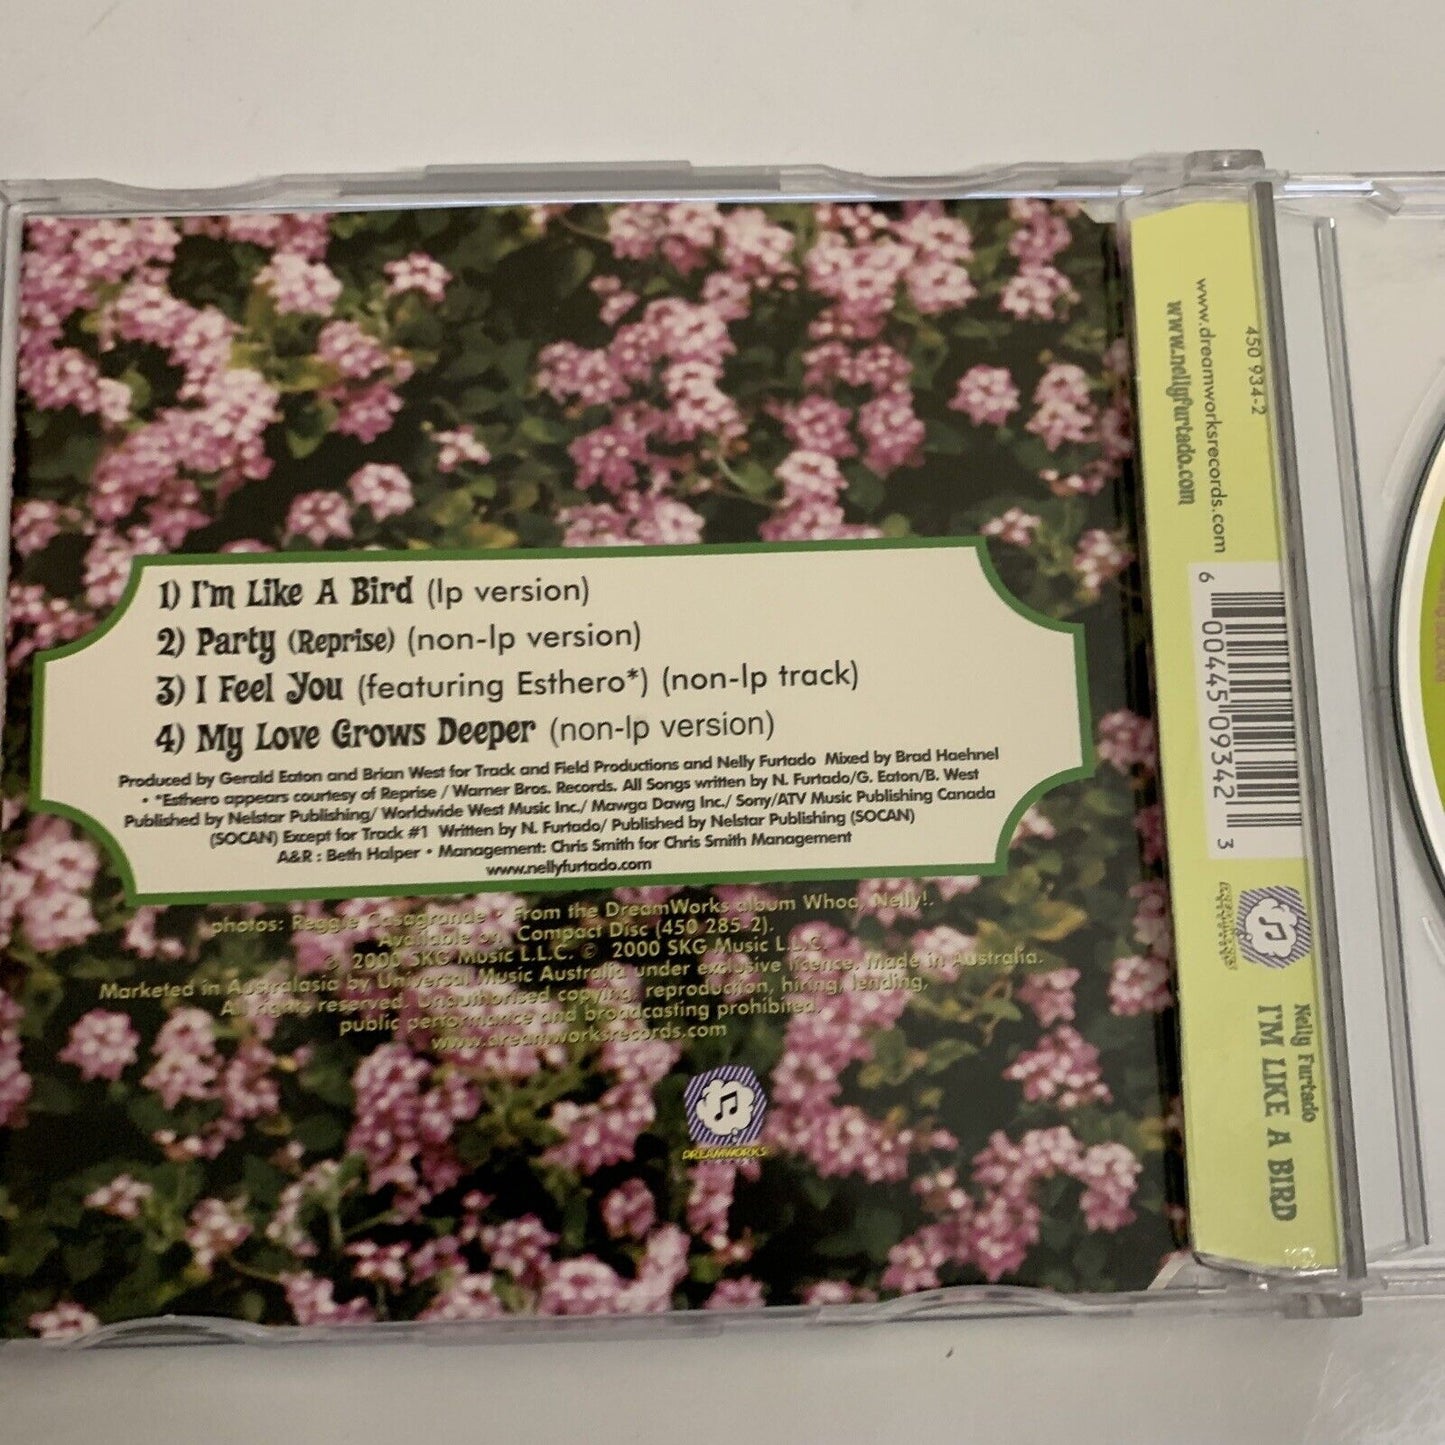 1) I'm Like A Bird (lp version)
2) Party (Reprise) (non-lp version)
3) I Feel You (featuring Esthero*) (non-lp track)
4) My Love Grows Deeper (non-lp version)
Produced by Gerald Eaton and Brian West for Track and Field Productions and Nelly Furtado Mixed by Brad Haehnel
• *Esthero appears courtesy of Reprise / Warner Bros. Records. All Songs written by N. Furtado/G. Eaton/B. West
Published by Nelstar Publishing/ Worldwide West Music Inc./ Mawga Dawg Inc./ Sony/ATV Music Publishing Canada
(SOCAN) Except for Track #1 Written by N. Furtado/ Published by Nelstar Publishing (SOCAN)
A&R : Beth Halper • Management: Chris Smith for Chris Smith Management
www.nellyfurtado.com
photos: Reggie Casagrande • From the DreamWorks album Whoa, Nelly!.
Available on Compact Disc (450 285-2).
℗ 2000 SKG Music L.L.C. © 2000 SKG Music L.L.C.
Marketed in Australasia by Universal Music Australia under exclusive licence. Made in Australia.
All rights reserved. Unauthorised copying, reproduction, hiring, lending,
public performance and broadcasting prohibited.
www.dreamworksrecords.com
DREAMWORKS
450 934-2
www.dreamworksrecords.com
www.nellyfurtado.com
6 00445 09342 3
Nelly Furtado
I'M LIKE A BIRD